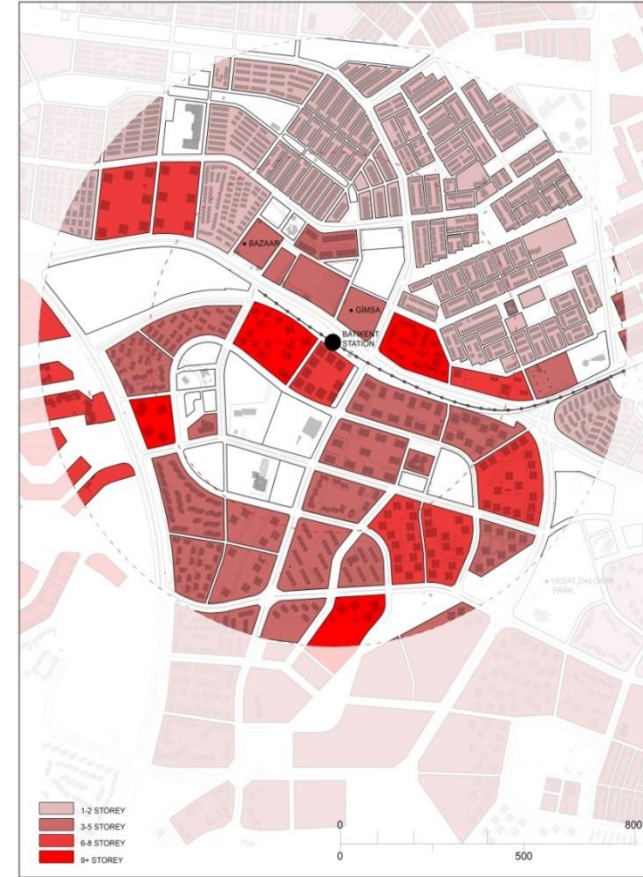 BAZAAR
GIMSA
BATIKENT
STATION
VEDAT DALOKAY
PARK
1-2 STOREY
3-5 STOREY
6-8 STOREY
9+ STOREY
0
800
0
500